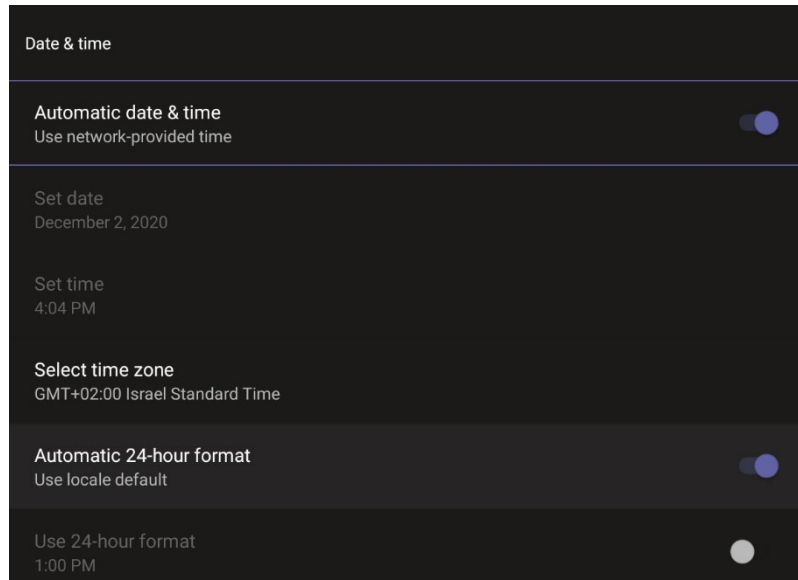 Date & time
Automatic date & time
Use network-provided time
Set date
December 2, 2020
Set time
4:04 PM
Select time zone
GMT+02:00 Israel Standard Time
Automatic 24-hour format
Use locale default
Use 24-hour format
1:00 PM